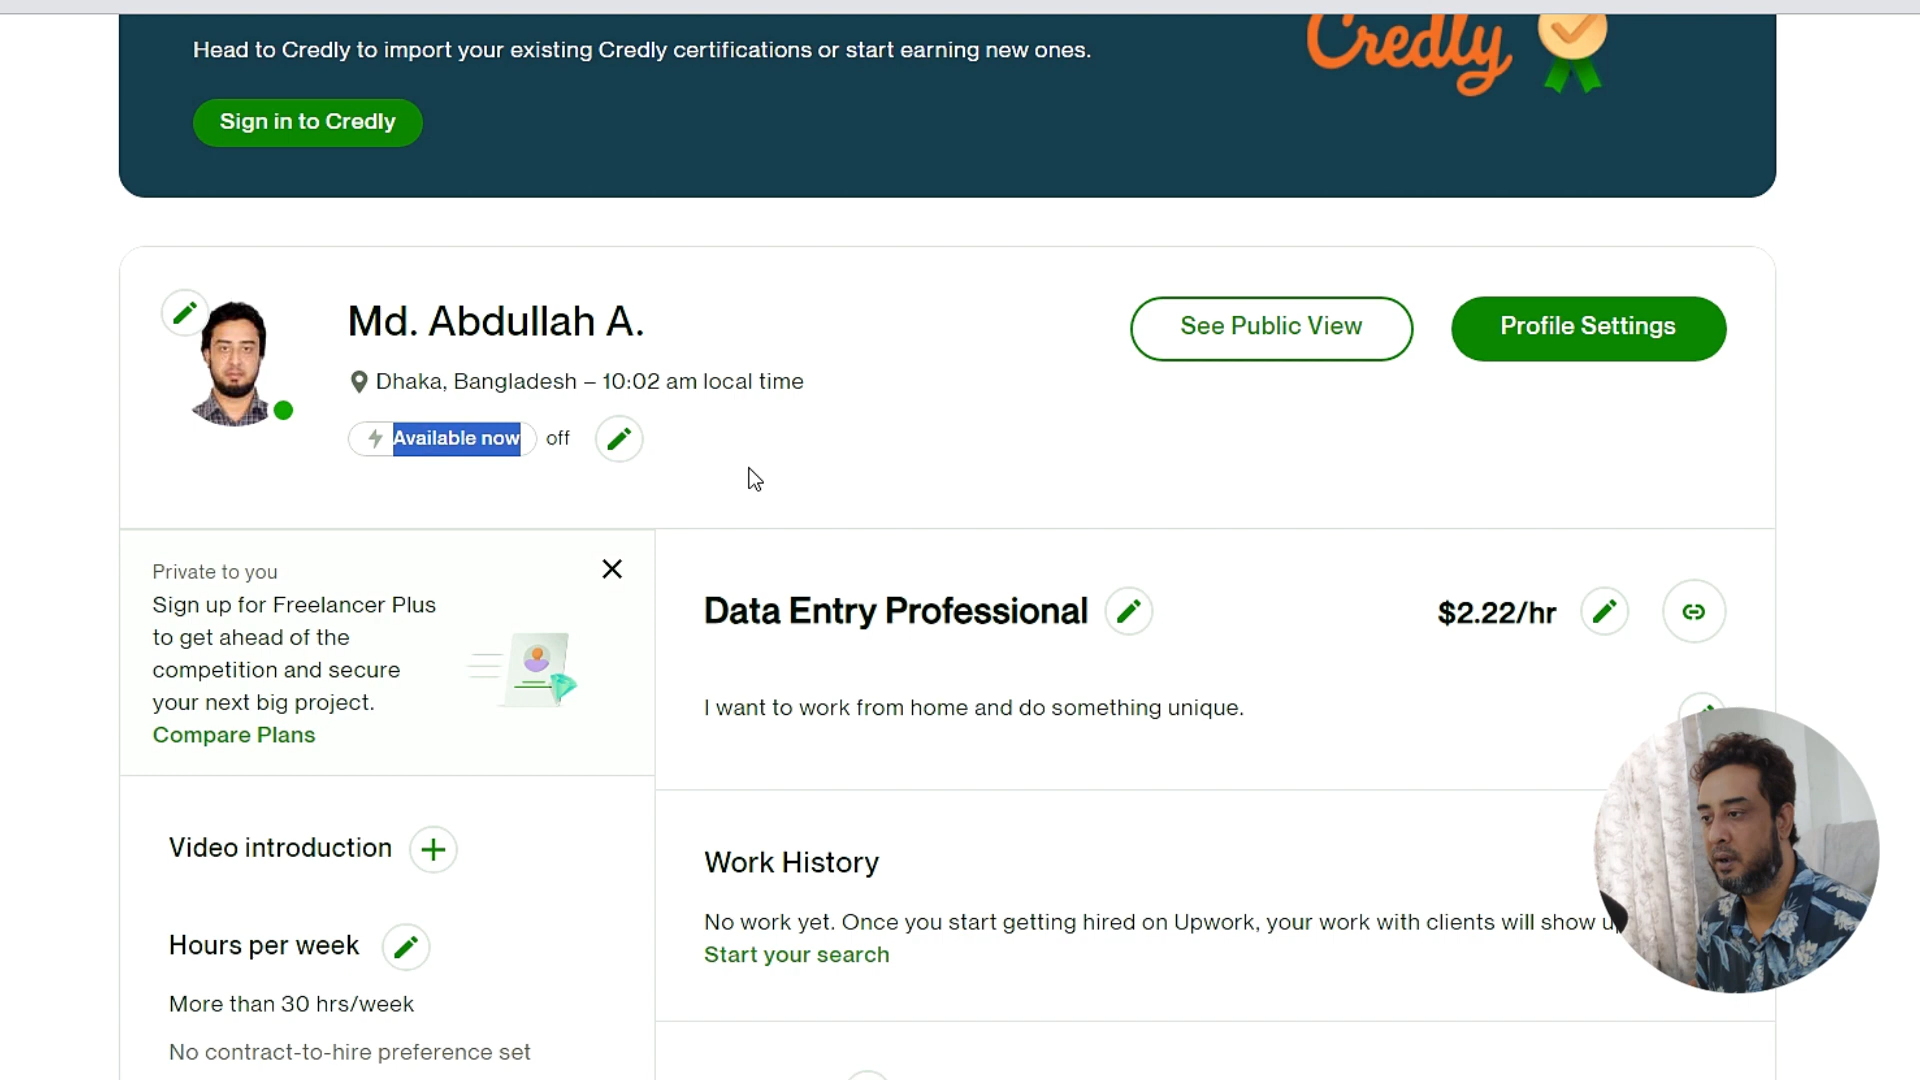 Head to Credly to import your existing Credly certifications or start earning new ones.
Credly
Sign in to Credly
Md. Abdullah A.
See Public View
Profile Settings
Dhaka, Bangladesh – 10:02 am local time
Available now off
Private to you
Sign up for Freelancer Plus
to get ahead of the
competition and secure
your next big project.
Compare Plans
Data Entry Professional
$2.22/hr
I want to work from home and do something unique.
Video introduction
Hours per week
More than 30 hrs/week
No contract-to-hire preference set
Work History
No work yet. Once you start getting hired on Upwork, your work with clients will show
Start your search